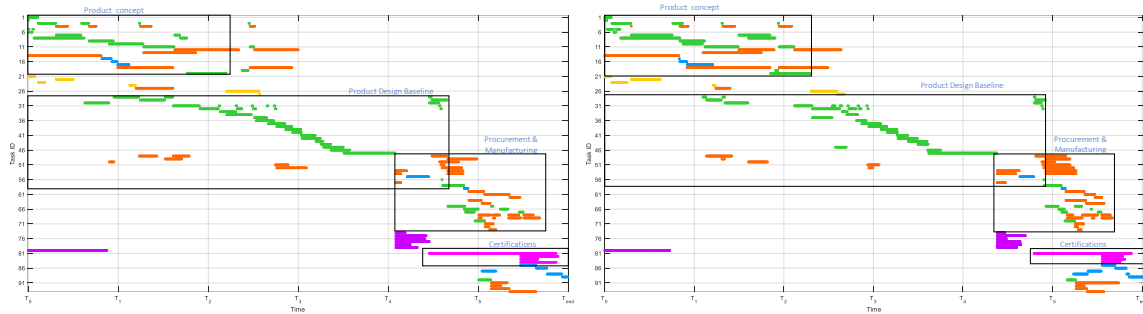 Product concept
Product Design Baseline
Procurement &
Manufacturing
Certifications
1
6
11
16
21
26
31
36
41
46
51
56
61
66
71
76
81
86
91
Task ID
T0 T1 T2 T3 T4 T5 Tend
Time
Product concept
Product Design Baseline
Procurement &
Manufacturing
Certifications
1
6
11
16
21
26
31
36
41
46
51
56
61
66
71
76
81
86
91
Task ID
T0 T1 T2 T3 T4 T5 Tend
Time